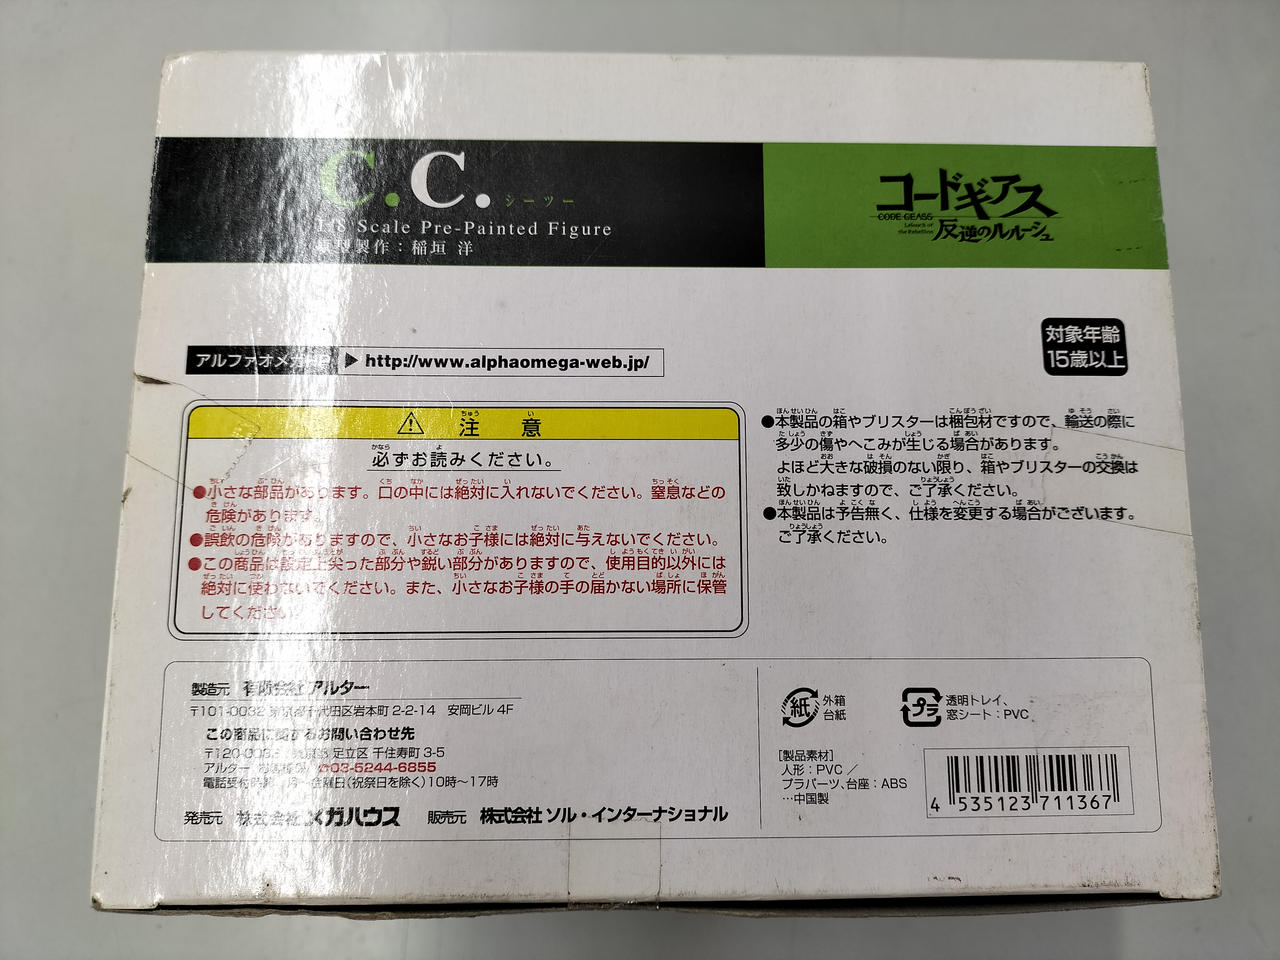 C.C. シーツー
1/8 Scale Pre-Painted Figure
原型製作：稲垣 洋
コードギアス
CODE GEASS
Lelouch of
the Rebellion
反逆のルルーシュ
アルファオメガHP ▶ http://www.alphaomega-web.jp/
対象年齢
15歳以上
⚠ 注意
必ずお読みください。
●小さな部品があります。口の中には絶対に入れないでください。窒息などの
危険があります。
●誤飲の危険がありますので、小さなお子様には絶対に与えないでください。
●この商品は設定上尖った部分や鋭い部分がありますので、使用目的以外には
絶対に使わないでください。また、小さなお子様の手の届かない場所に保管
してください。
●本製品の箱やブリスターは梱包材ですので、輸送の際に
多少の傷やへこみが生じる場合があります。
よほど大きな破損のない限り、箱やブリスターの交換は
致しかねますので、ご了承ください。
●本製品は予告無く、仕様を変更する場合がございます。
ご了承ください。
製造元 有限会社アルター
〒101-0032 東京都千代田区岩本町 2-2-14 安岡ビル 4F
この商品に関するお問い合わせ先
東京都 足立区 千住寿町 3-5
アルター お客様係 ☎03-5244-6855
電話受付時間 月〜金曜日(祝祭日を除く)10時〜17時
発売元 株式会社 メガハウス 販売元 株式会社 ソル・インターナショナル
紙 外箱
台紙
プラ 透明トレイ、
窓シート：PVC
[製品素材]
人形：PVC ／
プラパーツ、台座：ABS
…中国製
4 535123 711367